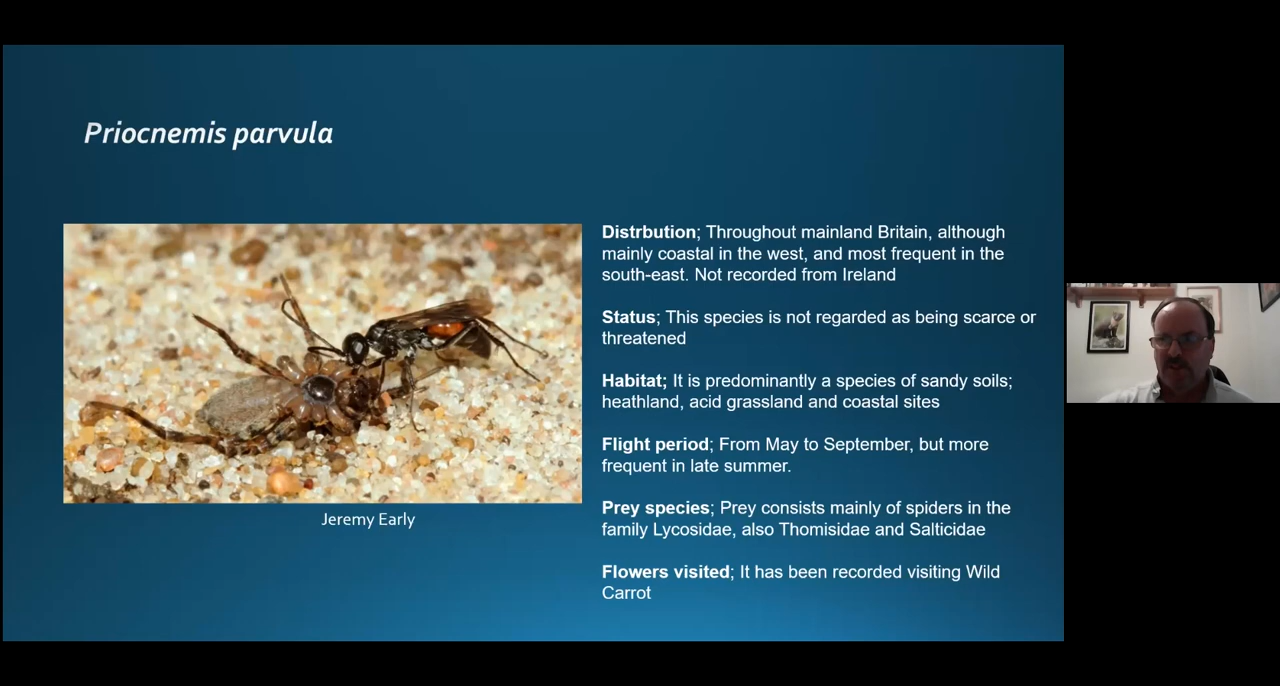 Priocnemis parvula
Distrbution; Throughout mainland Britain, although
mainly coastal in the west, and most frequent in the
south-east. Not recorded from Ireland
Status; This species is not regarded as being scarce or
threatened
Habitat; It is predominantly a species of sandy soils;
heathland, acid grassland and coastal sites
Flight period; From May to September, but more
frequent in late summer.
Prey species; Prey consists mainly of spiders in the
family Lycosidae, also Thomisidae and Salticidae
Flowers visited; It has been recorded visiting Wild
Carrot
Jeremy Early